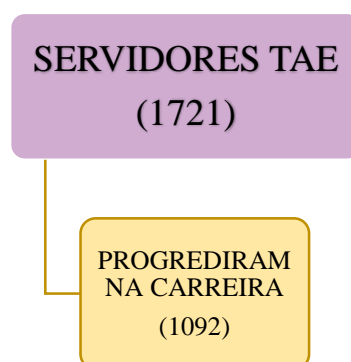 SERVIDORES TAE
(1721)
PROGREDIRAM
NA CARREIRA
(1092)